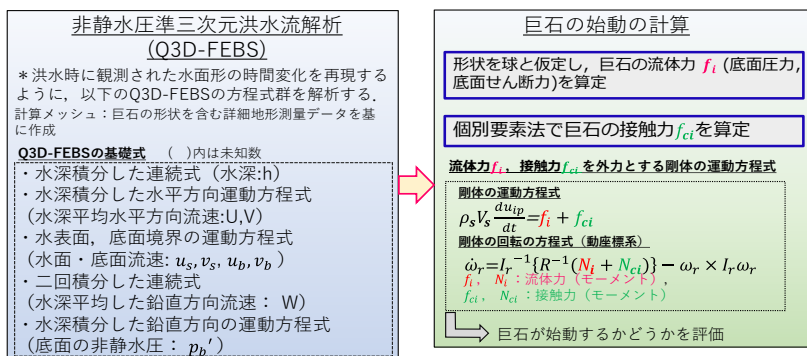 非静水圧準三次元洪水流解析
(Q3D-FEBS)
＊洪水時に観測された水面形の時間変化を再現する
ように，以下のQ3D-FEBSの方程式群を解析する．
計算メッシュ：巨石の形状を含む詳細地形測量データを基
に作成
Q3D-FEBSの基礎式 （ ）内は未知数
・水深積分した連続式（水深:h）
・水深積分した水平方向運動方程式
（水深平均水平方向流速:U,V）
・水表面，底面境界の運動方程式
（水面・底面流速: u_s, v_s, u_b, v_b ）
・二回積分した連続式
（水深平均した鉛直方向流速： W）
・水深積分した鉛直方向の運動方程式
（底面の非静水圧： p_b′ ）
巨石の始動の計算
形状を球と仮定し，巨石の流体力 f_i (底面圧力，
底面せん断力)を算定
個別要素法で巨石の接触力f_ciを算定
流体力f_i，接触力f_ciを外力とする剛体の運動方程式
剛体の運動方程式
ρ_s V_s du_ip/dt =f_i + f_ci
剛体の回転の方程式（動座標系）
ω̇_r=I_r⁻¹{R⁻¹(N_i + N_ci)} − ω_r × I_r ω_r
f_i， N_i：流体力（モーメント），
f_ci， N_ci：接触力（モーメント）
巨石が始動するかどうかを評価